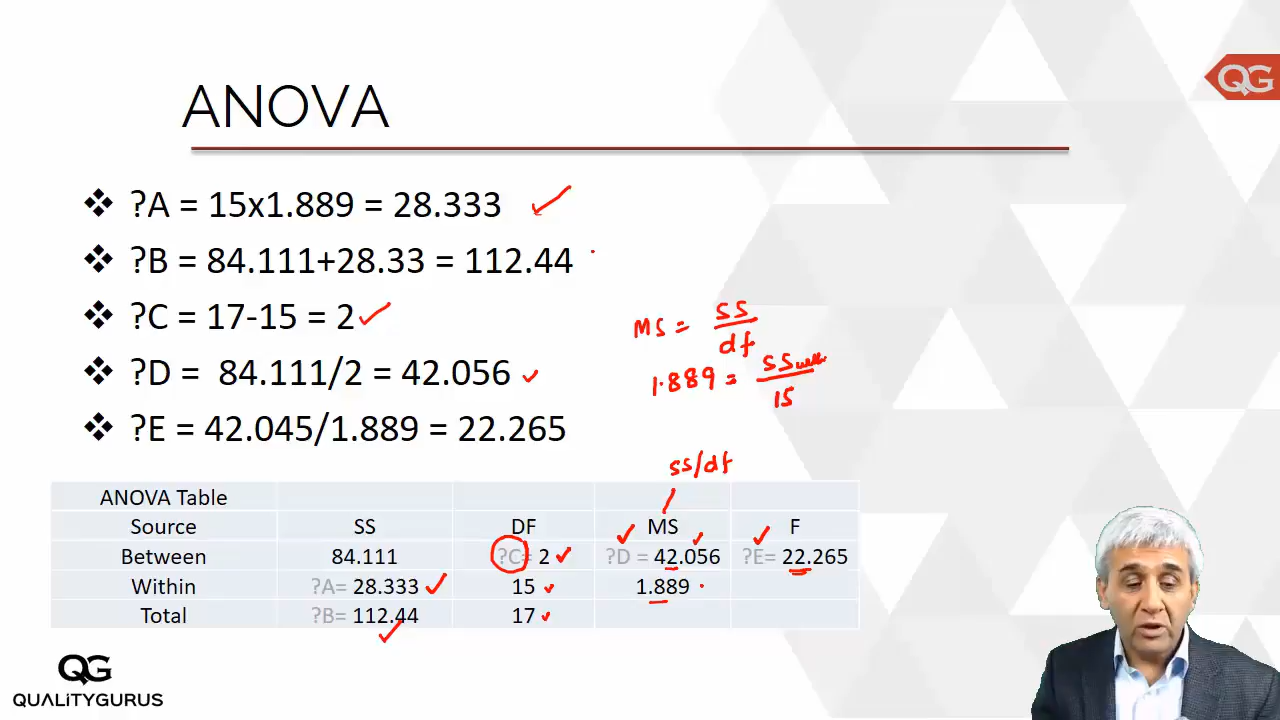 QG
ANOVA
❖ ?A = 15x1.889 = 28.333
❖ ?B = 84.111+28.33 = 112.44
❖ ?C = 17-15 = 2
❖ ?D = 84.111/2 = 42.056
❖ ?E = 42.045/1.889 = 22.265
MS = SS/df
1.889 = SS / 15
SS/df
ANOVA Table
Source SS DF MS F
Between 84.111 ?C= 2 ?D = 42.056 ?E= 22.265
Within ?A= 28.333 15 1.889
Total ?B= 112.44 17
QG
QUALiTYGURUS